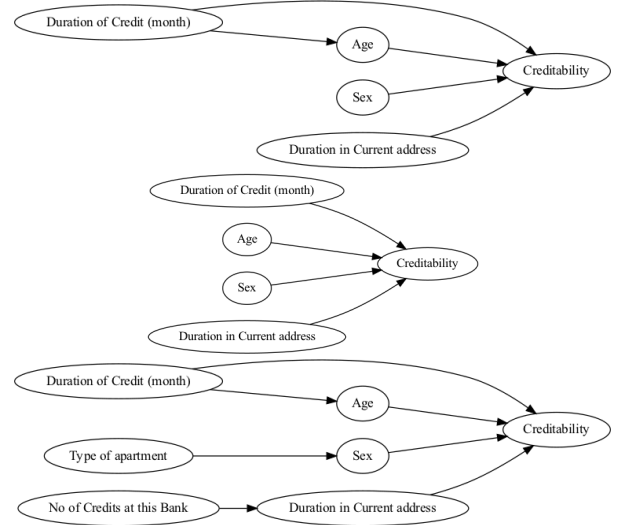 Duration of Credit (month)
Age
Creditability
Sex
Duration in Current address
Duration of Credit (month)
Age
Creditability
Sex
Duration in Current address
Duration of Credit (month)
Age
Creditability
Type of apartment
Sex
No of Credits at this Bank
Duration in Current address